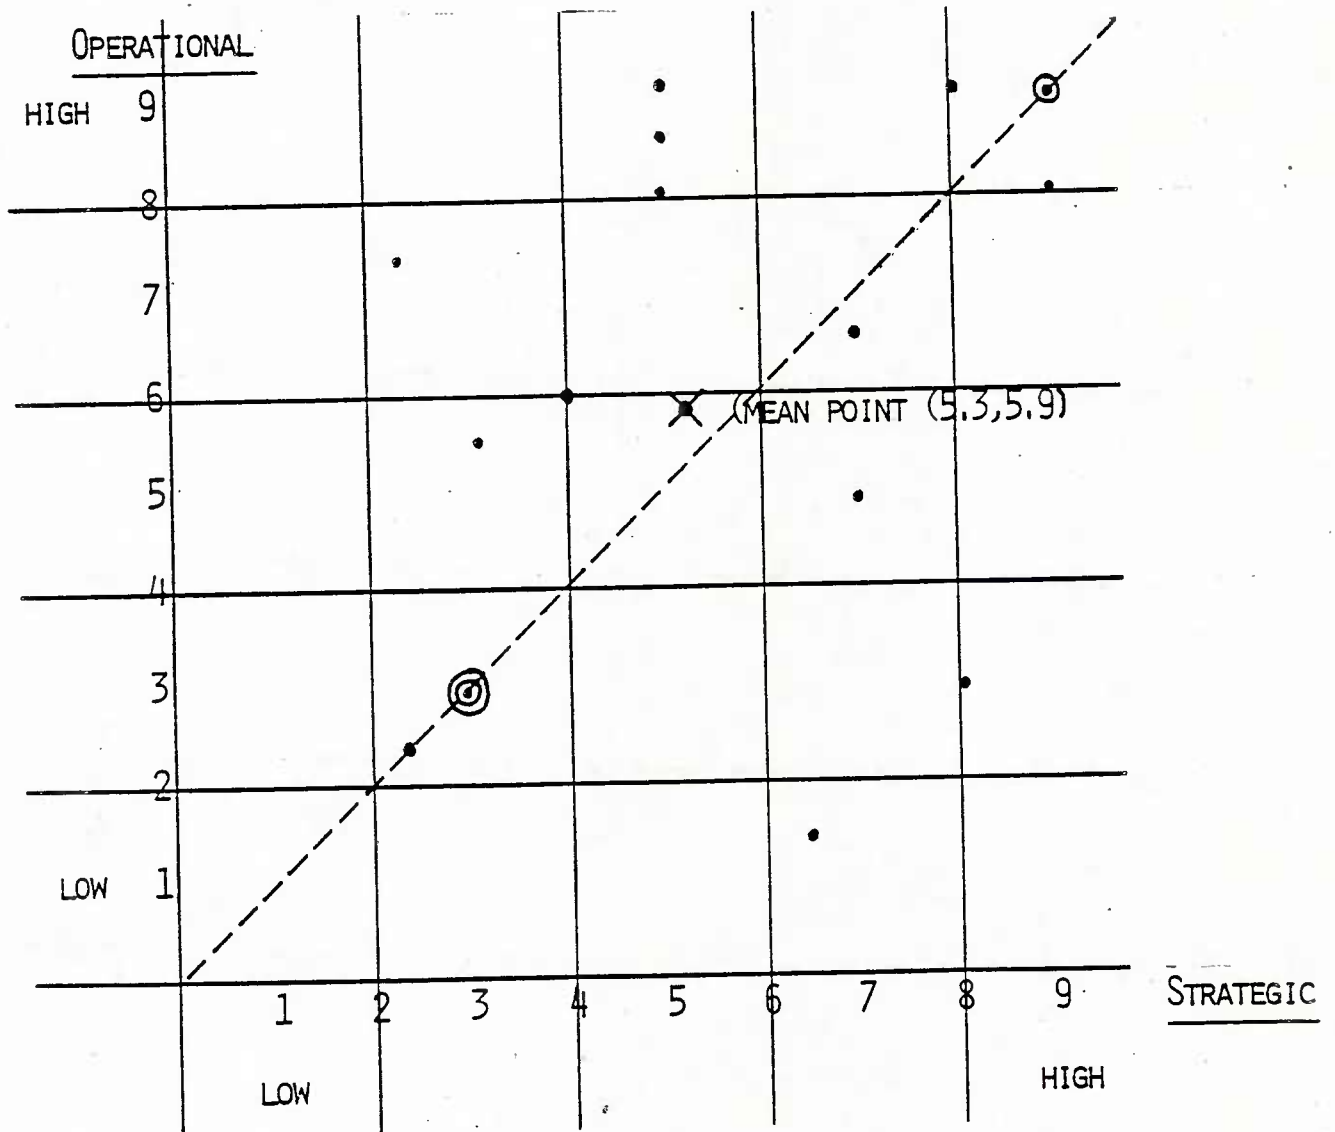 OPERATIONAL
HIGH 9
8
7
6
(MEAN POINT (5.3,5.9)
5
4
3
2
LOW 1
1 2 3 4 5 6 7 8 9 STRATEGIC
LOW HIGH